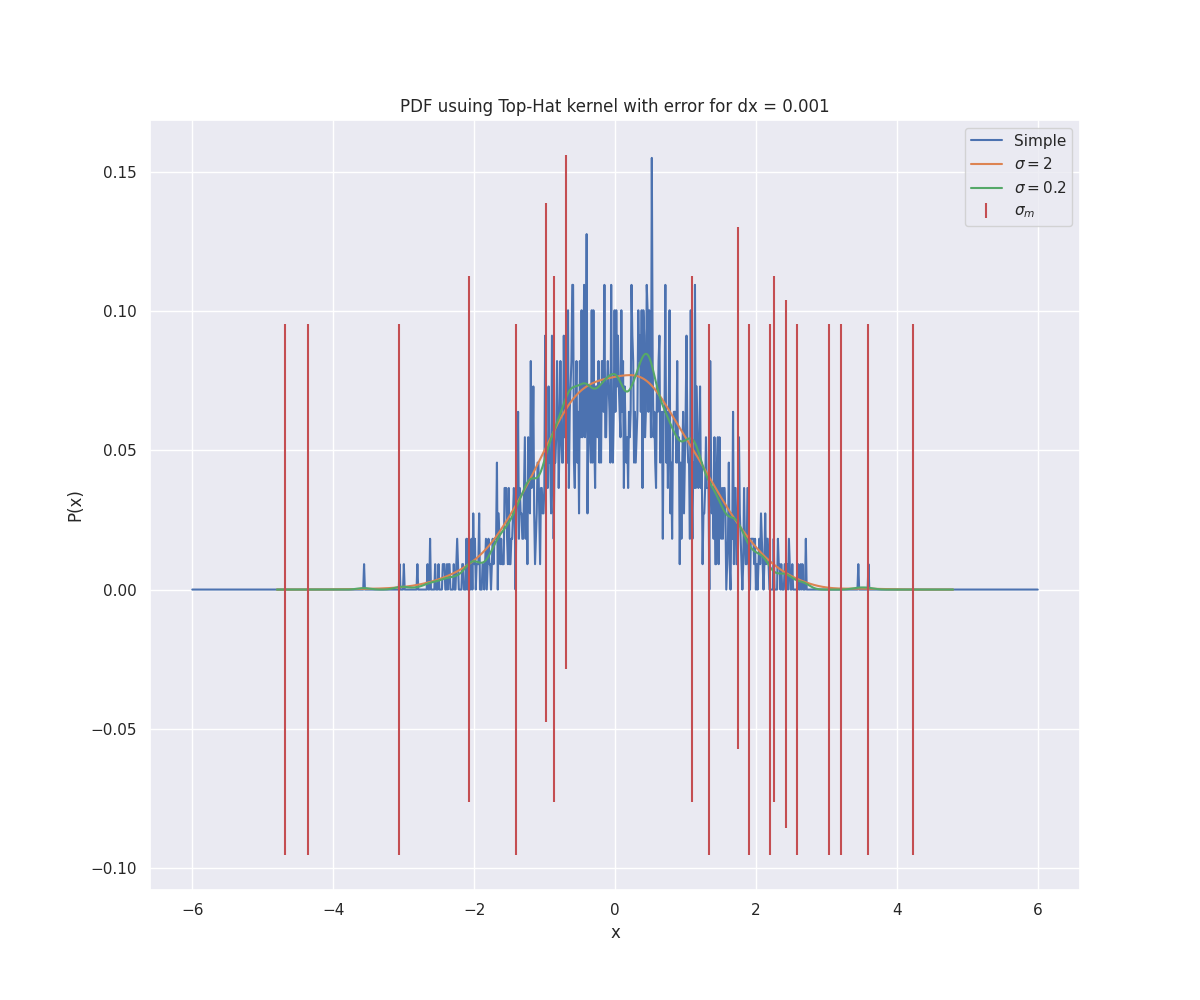 PDF usuing Top-Hat kernel with error for dx = 0.001
Simple
σ = 2
σ = 0.2
σₘ
0.15
0.10
0.05
0.00
−0.05
−0.10
P(x)
−6 −4 −2 0 2 4 6
x